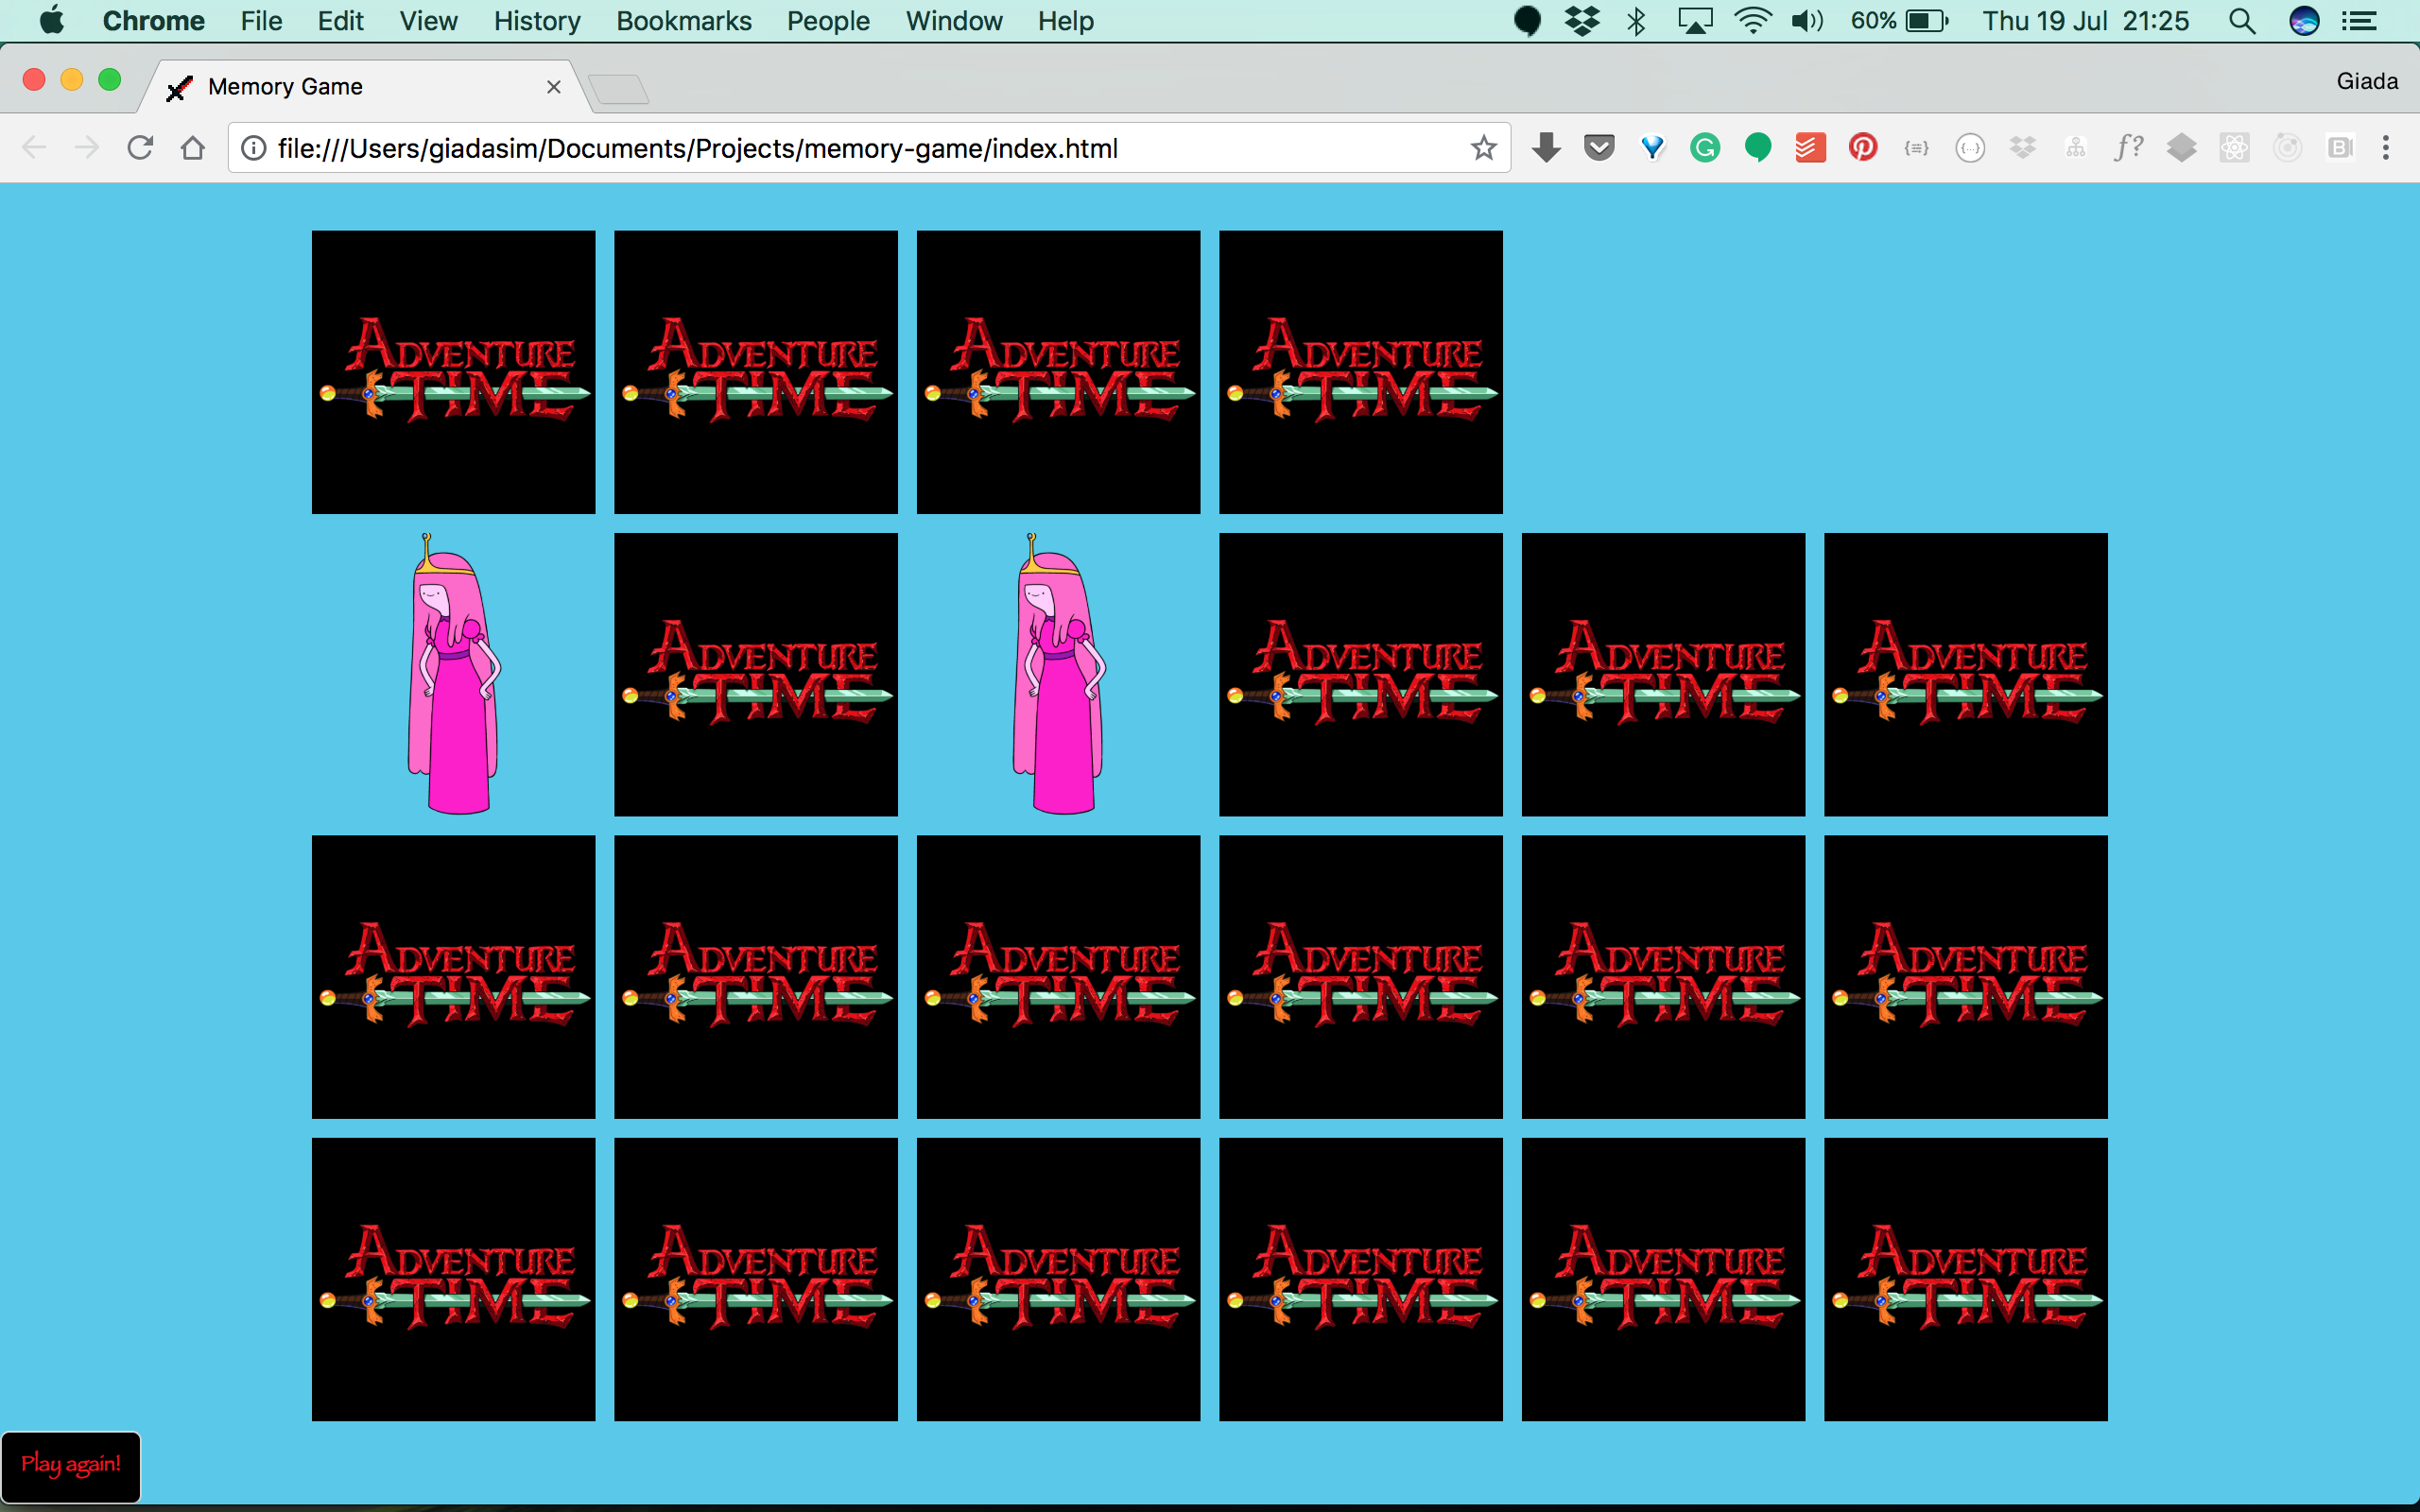 Chrome File Edit View History Bookmarks People Window Help 60% Thu 19 Jul 21:25
Memory Game Giada
file:///Users/giadasim/Documents/Projects/memory-game/index.html f?
ADVENTURE ADVENTURE ADVENTURE ADVENTURE
TIME TIME TIME TIME
ADVENTURE ADVENTURE ADVENTURE ADVENTURE
TIME TIME TIME TIME
ADVENTURE ADVENTURE ADVENTURE ADVENTURE ADVENTURE ADVENTURE
TIME TIME TIME TIME TIME TIME
ADVENTURE ADVENTURE ADVENTURE ADVENTURE ADVENTURE ADVENTURE
TIME TIME TIME TIME TIME TIME
Play again!